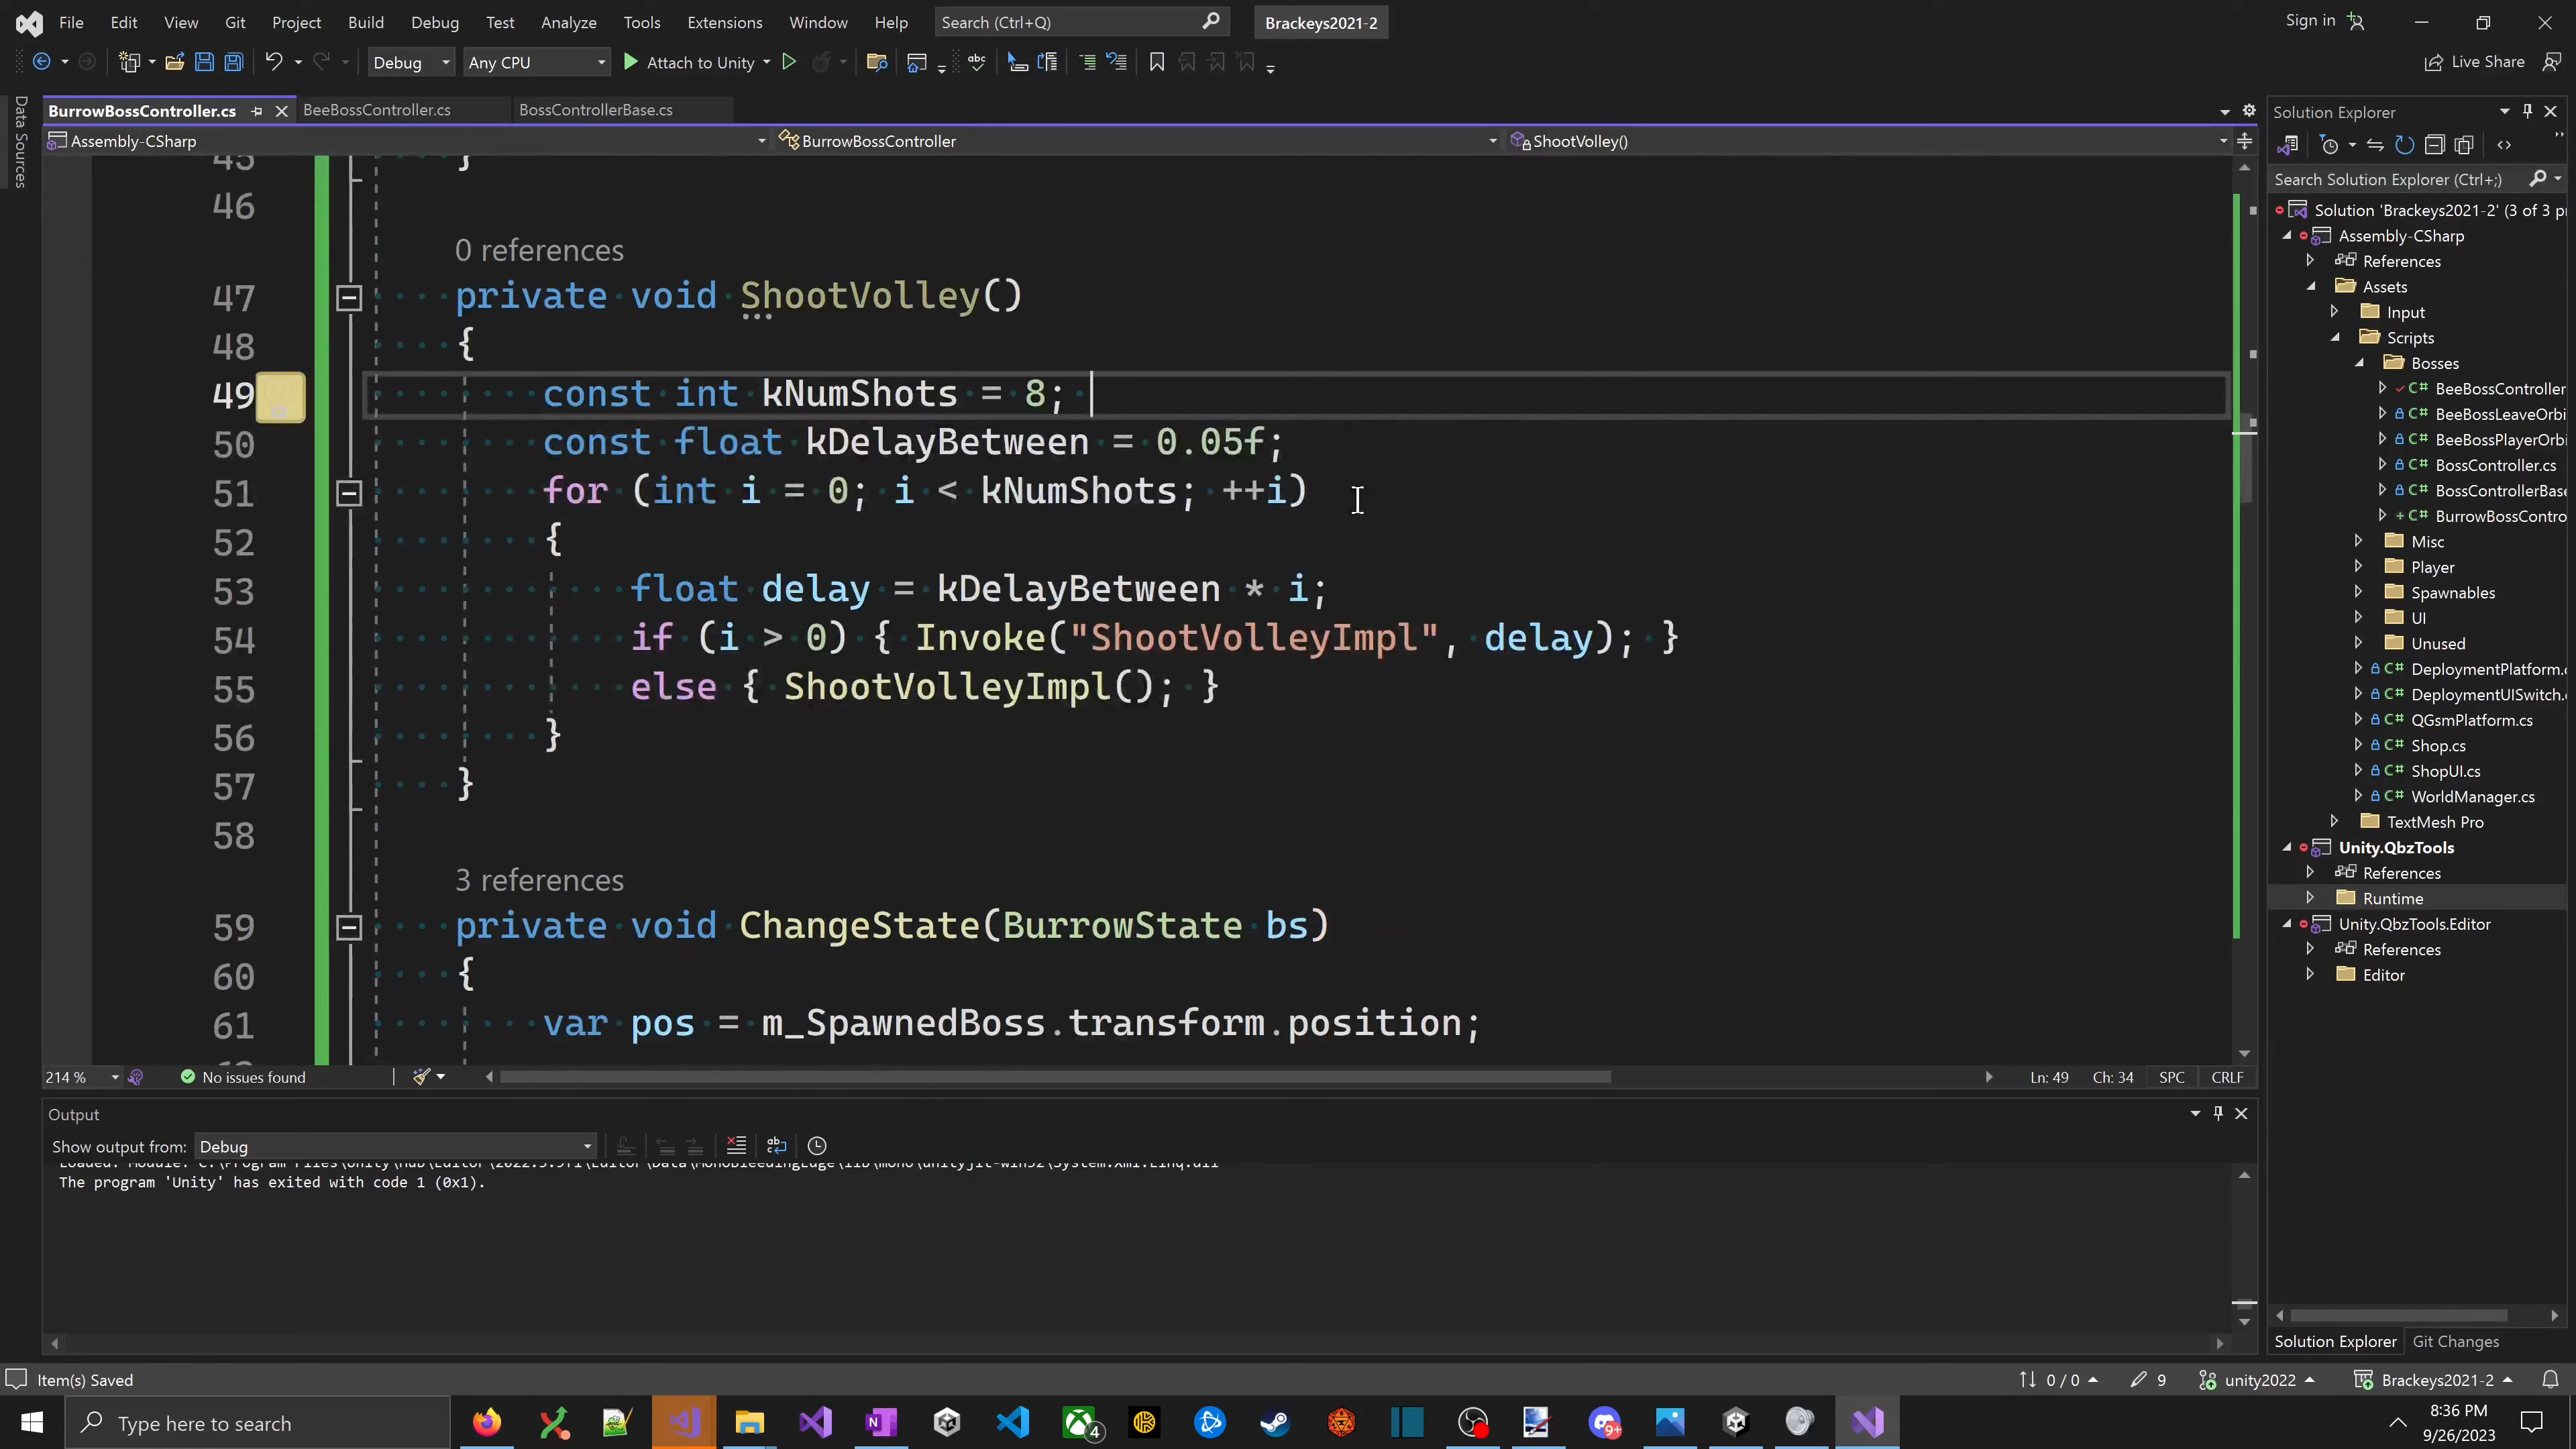 File Edit View Git Project Build Debug Test Analyze Tools Extensions Window Help Search (Ctrl+Q) Brackeys2021-2 Sign in
Debug Any CPU Attach to Unity Live Share
Data Sources
BurrowBossController.cs BeeBossController.cs BossControllerBase.cs
Assembly-CSharp BurrowBossController ShootVolley()
45 }
46
0 references
47 private void ShootVolley()
48 {
49 const int kNumShots = 8;
50 const float kDelayBetween = 0.05f;
51 for (int i = 0; i < kNumShots; ++i)
52 {
53 float delay = kDelayBetween * i;
54 if (i > 0) { Invoke("ShootVolleyImpl", delay); }
55 else { ShootVolleyImpl(); }
56 }
57 }
58
3 references
59 private void ChangeState(BurrowState bs)
60 {
61 var pos = m_SpawnedBoss.transform.position;
214 % No issues found Ln: 49 Ch: 34 SPC CRLF
Output
Show output from: Debug
The program 'Unity' has exited with code 1 (0x1).
Solution Explorer
Search Solution Explorer (Ctrl+;)
Solution 'Brackeys2021-2' (3 of 3 p
Assembly-CSharp
References
Assets
Input
Scripts
Bosses
C# BeeBossController
C# BeeBossLeaveOrbi
C# BeeBossPlayerOrbi
C# BossController.cs
C# BossControllerBase
C# BurrowBossContro
Misc
Player
Spawnables
UI
Unused
C# DeploymentPlatform.c
C# DeploymentUISwitch.c
C# QGsmPlatform.cs
C# Shop.cs
C# ShopUI.cs
C# WorldManager.cs
TextMesh Pro
Unity.QbzTools
References
Runtime
Unity.QbzTools.Editor
References
Editor
Solution Explorer Git Changes
Item(s) Saved 0 / 0 9 unity2022 Brackeys2021-2
Type here to search 4 9+ 8:36 PM
9/26/2023